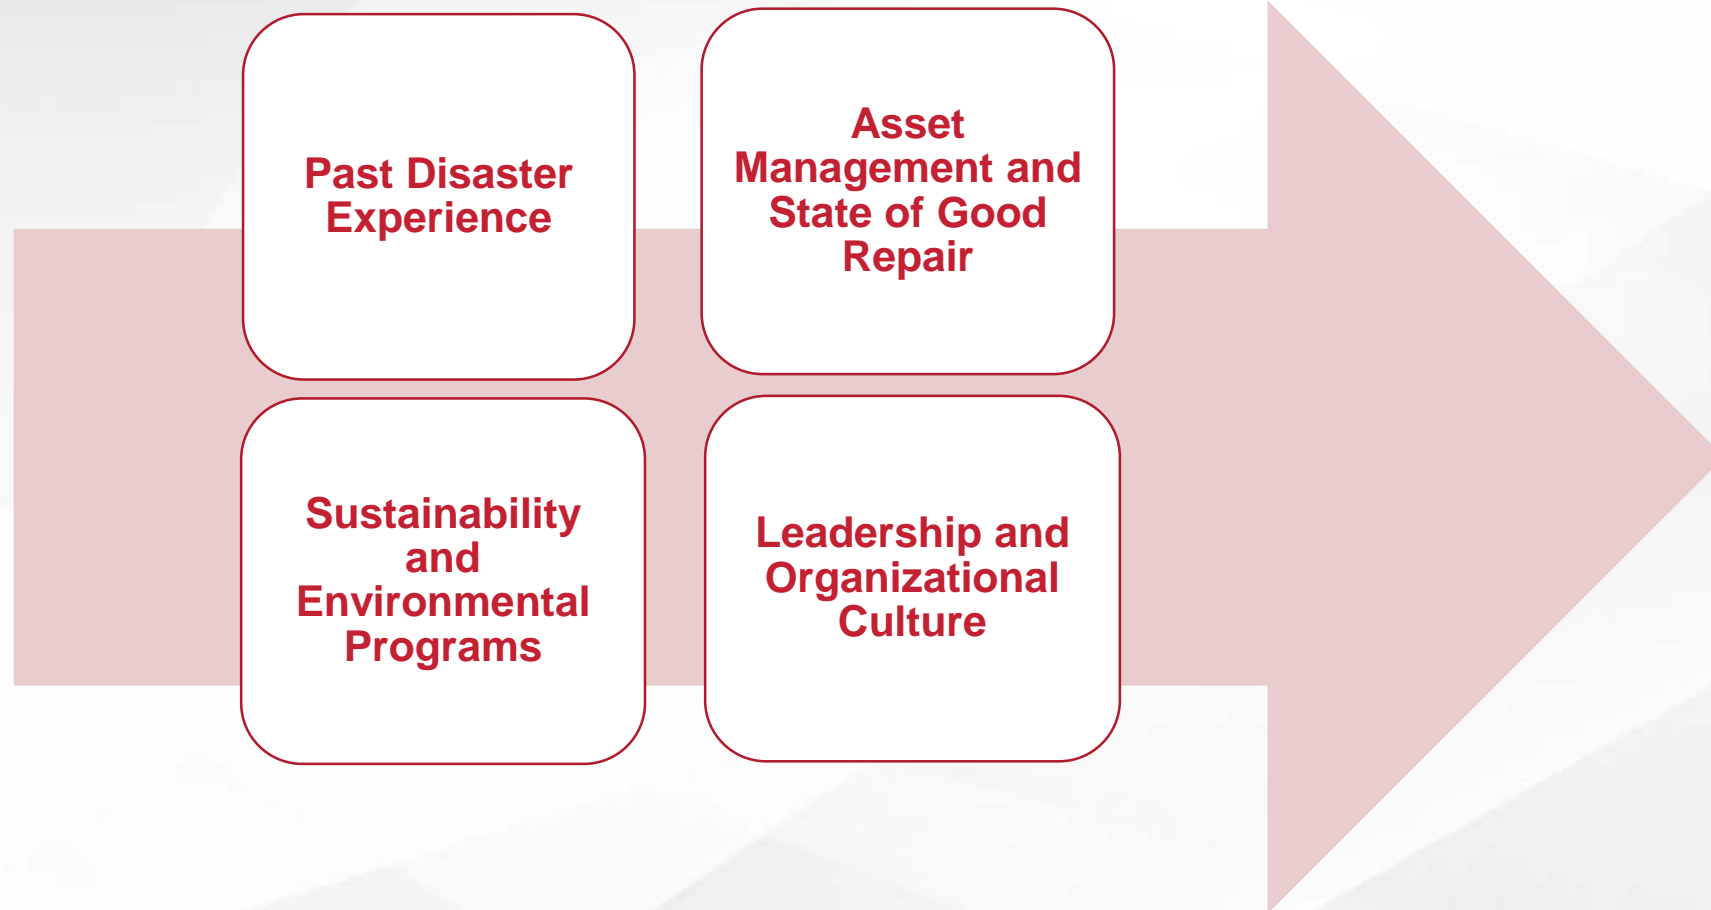 Past Disaster
Experience
Asset
Management and
State of Good
Repair
Sustainability
and
Environmental
Programs
Leadership and
Organizational
Culture